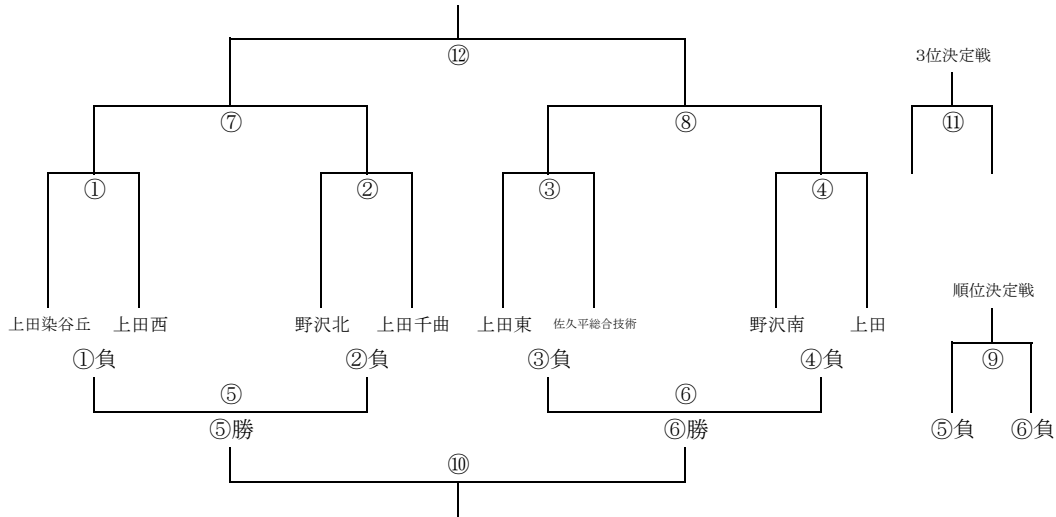 ⑫
3位決定戦
⑦
⑧
⑪
①
②
③
④
順位決定戦
上田染谷丘 上田西 野沢北 上田千曲 上田東 佐久平総合技術 野沢南 上田
①負 ②負 ③負 ④負
⑨
⑤
⑥
⑤勝 ⑥勝
⑤負 ⑥負
⑩